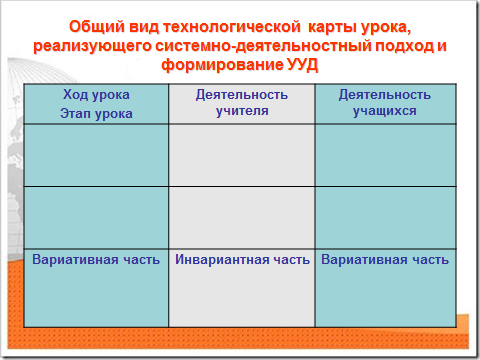 Общий вид технологической карты урока,
реализующего системно-деятельностный подход и
формирование УУД
Ход урока
Этап урока
Деятельность
учителя
Деятельность
учащихся
Вариативная часть
Инвариантная часть
Вариативная часть